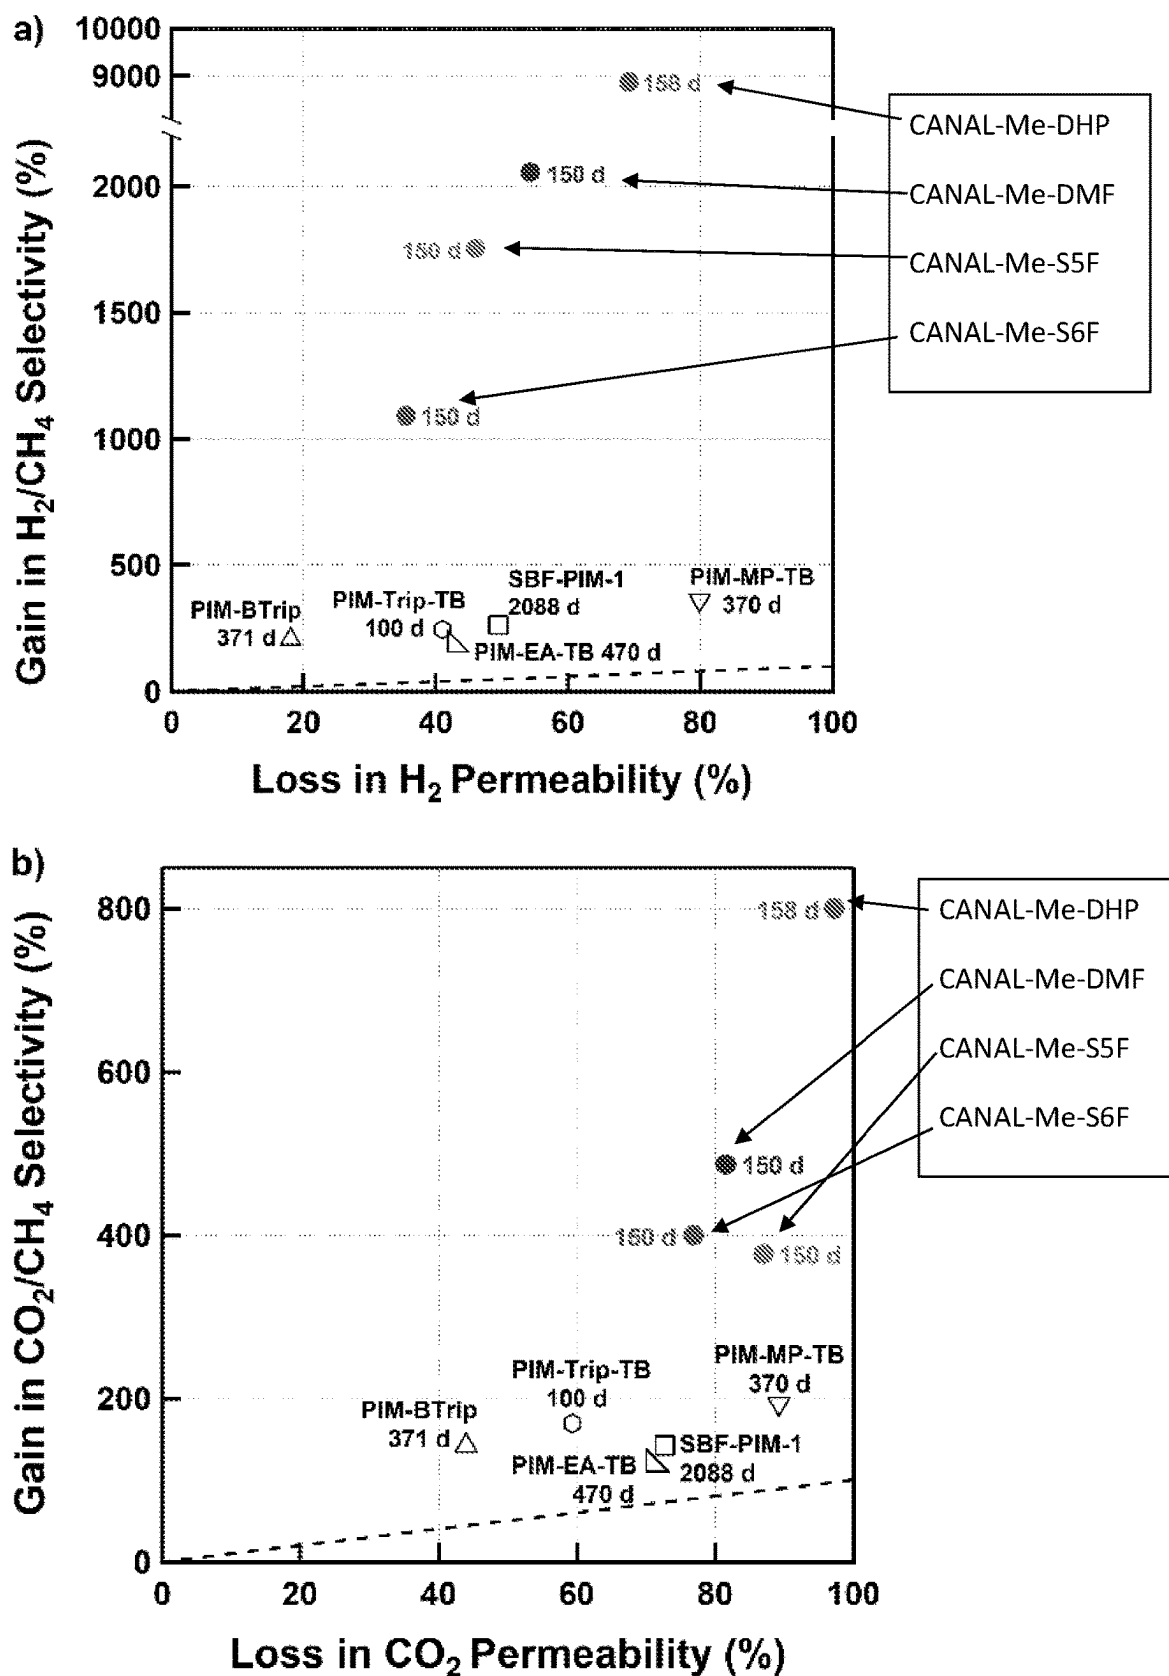 a)
10000
9000
2000
1500
1000
500
0
Gain in H₂/CH₄ Selectivity (%)
158 d
150 d
150 d
150 d
CANAL-Me-DHP
CANAL-Me-DMF
CANAL-Me-S5F
CANAL-Me-S6F
PIM-BTrip
371 d
PIM-Trip-TB
100 d
SBF-PIM-1
2088 d
PIM-EA-TB 470 d
PIM-MP-TB
370 d
0 20 40 60 80 100
Loss in H₂ Permeability (%)
b)
800
600
400
200
0
Gain in CO₂/CH₄ Selectivity (%)
158 d
150 d
150 d
CANAL-Me-DHP
CANAL-Me-DMF
CANAL-Me-S5F
CANAL-Me-S6F
PIM-BTrip
371 d
PIM-Trip-TB
100 d
PIM-EA-TB
470 d
SBF-PIM-1
2088 d
PIM-MP-TB
370 d
0 20 40 60 80 100
Loss in CO₂ Permeability (%)